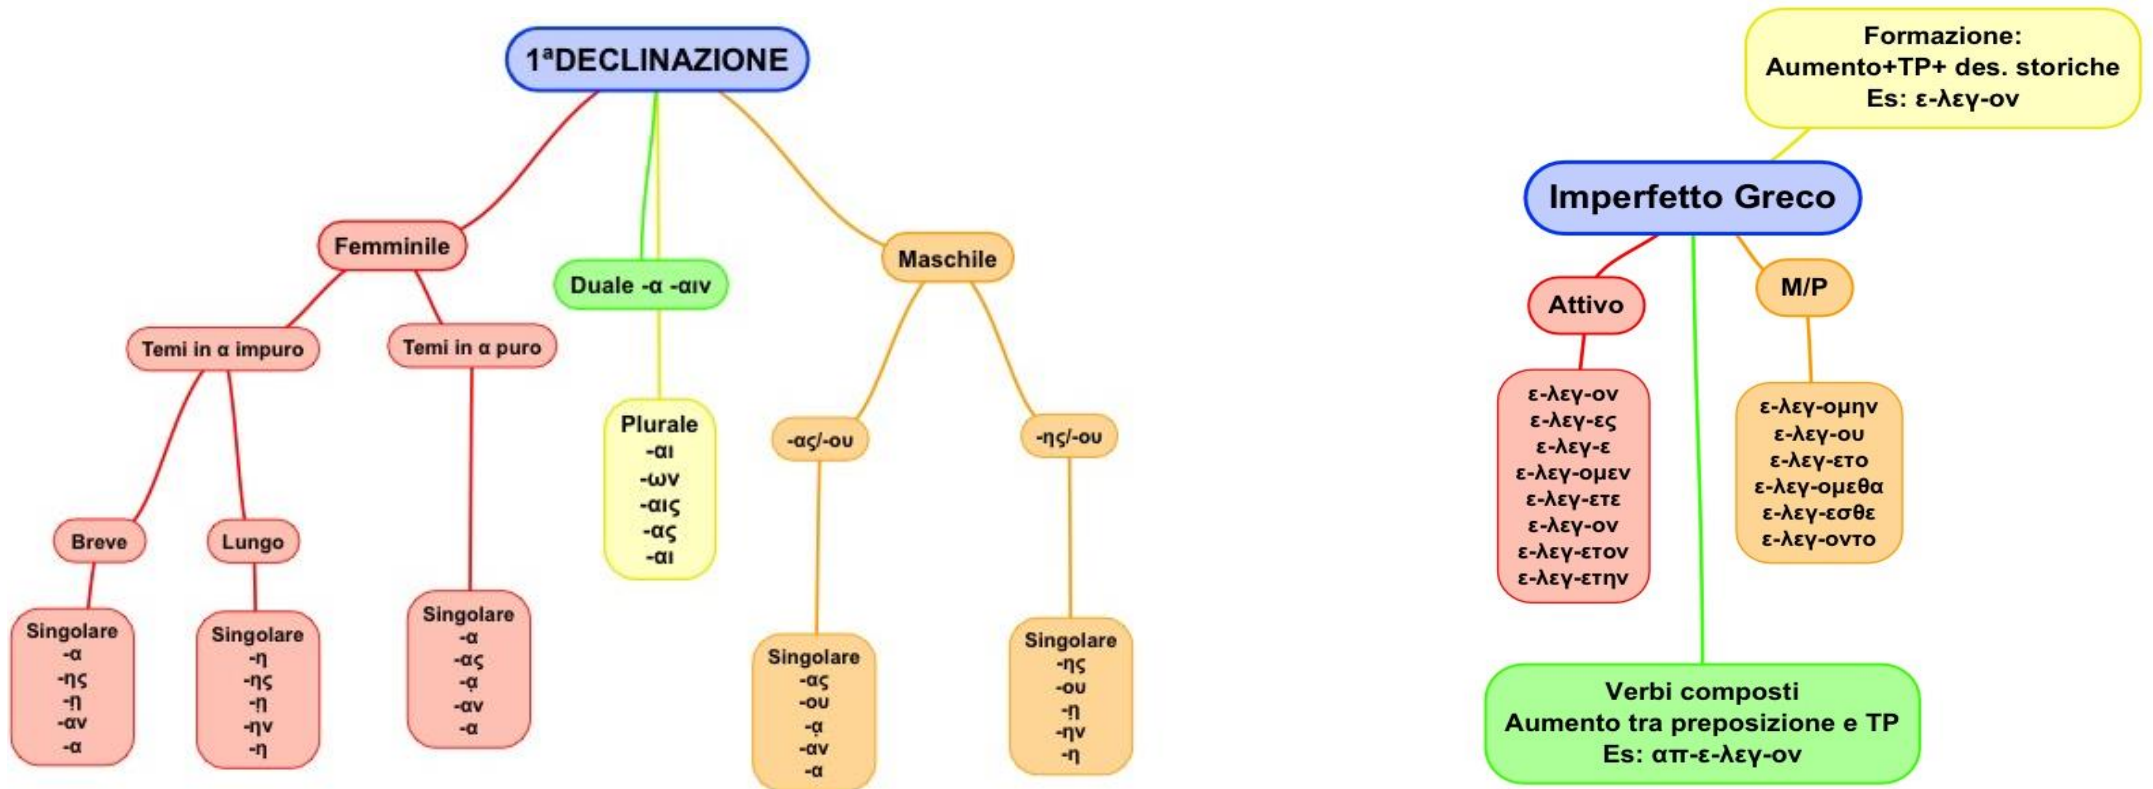 1ªDECLINAZIONE
Femminile
Temi in α impuro
Breve
Singolare
-α
-ης
-ῃ
-αν
-α
Lungo
Singolare
-η
-ης
-ῃ
-ην
-η
Temi in α puro
Singolare
-α
-ας
-ᾳ
-αν
-α
Duale -α -αιν
Plurale
-αι
-ων
-αις
-ας
-αι
Maschile
-ας/-ου
Singolare
-ας
-ου
-ᾳ
-αν
-α
-ης/-ου
Singolare
-ης
-ου
-ῃ
-ην
-η
Formazione:
Aumento+TP+ des. storiche
Es: ε-λεγ-ον
Imperfetto Greco
Attivo
ε-λεγ-ον
ε-λεγ-ες
ε-λεγ-ε
ε-λεγ-ομεν
ε-λεγ-ετε
ε-λεγ-ον
ε-λεγ-ετον
ε-λεγ-ετην
M/P
ε-λεγ-ομην
ε-λεγ-ου
ε-λεγ-ετο
ε-λεγ-ομεθα
ε-λεγ-εσθε
ε-λεγ-οντο
Verbi composti
Aumento tra preposizione e TP
Es: απ-ε-λεγ-ον